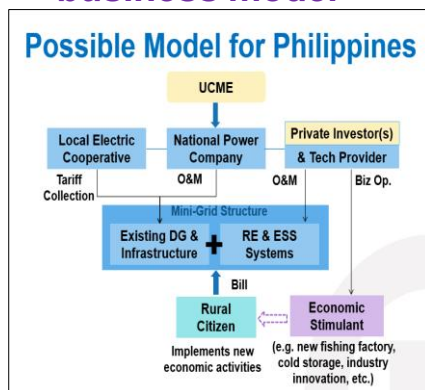 business model
Possible Model for Philippines
UCME
Local Electric
Cooperative
National Power
Company
Private Investor(s)
& Tech Provider
Tariff
Collection
O&M
O&M
Biz Op.
Mini-Grid Structure
Existing DG &
Infrastructure
+
RE & ESS
Systems
Bill
Rural
Citizen
Economic
Stimulant
Implements new
economic activities
(e.g. new fishing factory,
cold storage, industry
innovation, etc.)